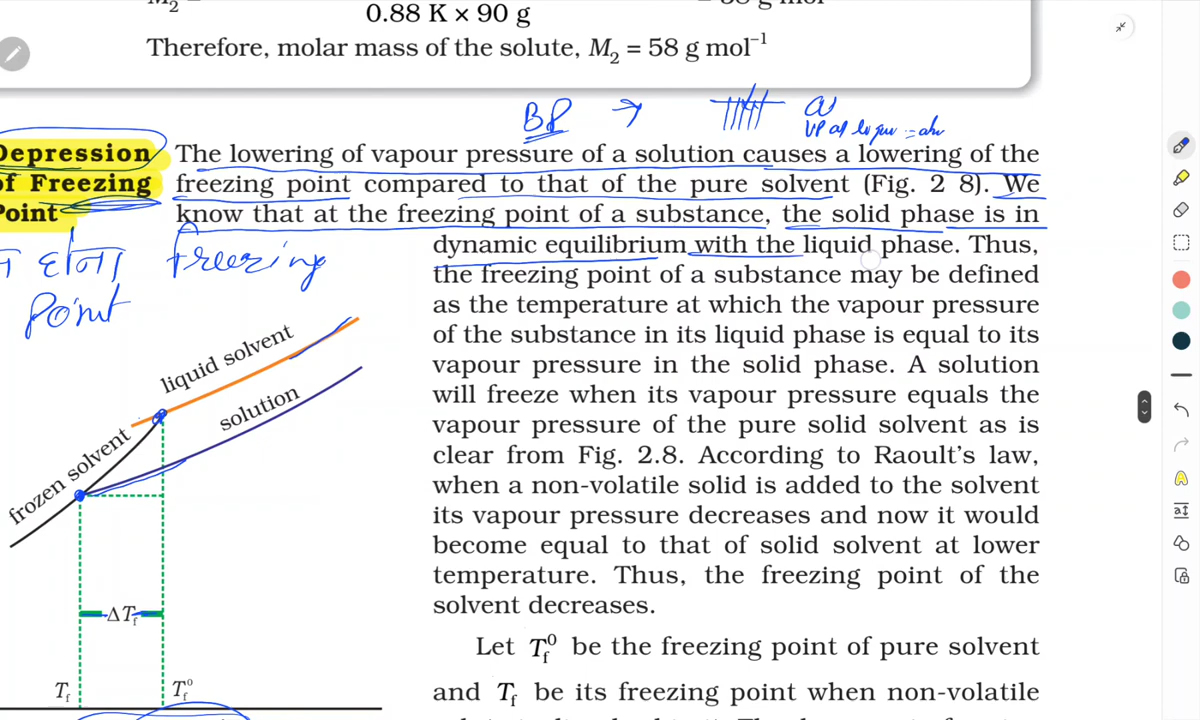 0.88 K × 90 g
Therefore, molar mass of the solute, M₂ = 58 g mol⁻¹
BP →
Depression
of Freezing
Point
The lowering of vapour pressure of a solution causes a lowering of the
freezing point compared to that of the pure solvent (Fig. 2 8). We
know that at the freezing point of a substance, the solid phase is in
dynamic equilibrium with the liquid phase. Thus,
the freezing point of a substance may be defined
as the temperature at which the vapour pressure
of the substance in its liquid phase is equal to its
vapour pressure in the solid phase. A solution
will freeze when its vapour pressure equals the
vapour pressure of the pure solid solvent as is
clear from Fig. 2.8. According to Raoult's law,
when a non-volatile solid is added to the solvent
its vapour pressure decreases and now it would
become equal to that of solid solvent at lower
temperature. Thus, the freezing point of the
solvent decreases.
Let T_f⁰ be the freezing point of pure solvent
and T_f be its freezing point when non-volatile
freezing
Point
liquid solvent
solution
frozen solvent
ΔT_f
T_f T_f⁰